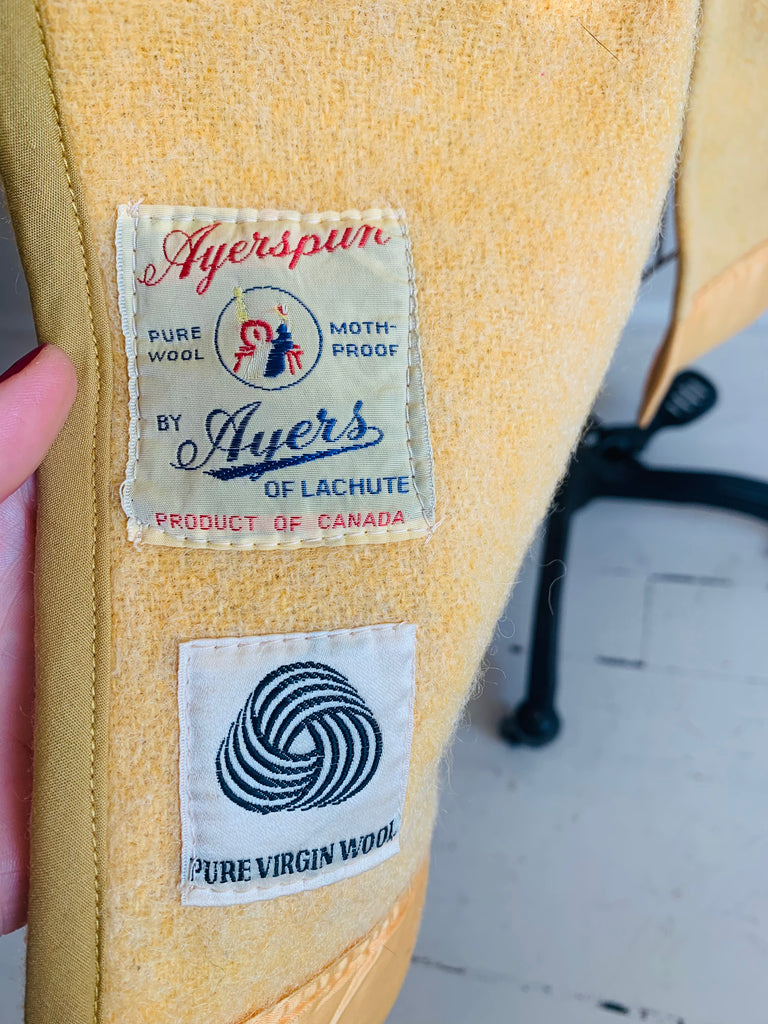 Ayerspun
PURE WOOL
MOTH-PROOF
BY Ayers
OF LACHUTE
PRODUCT OF CANADA
PURE VIRGIN WOOL